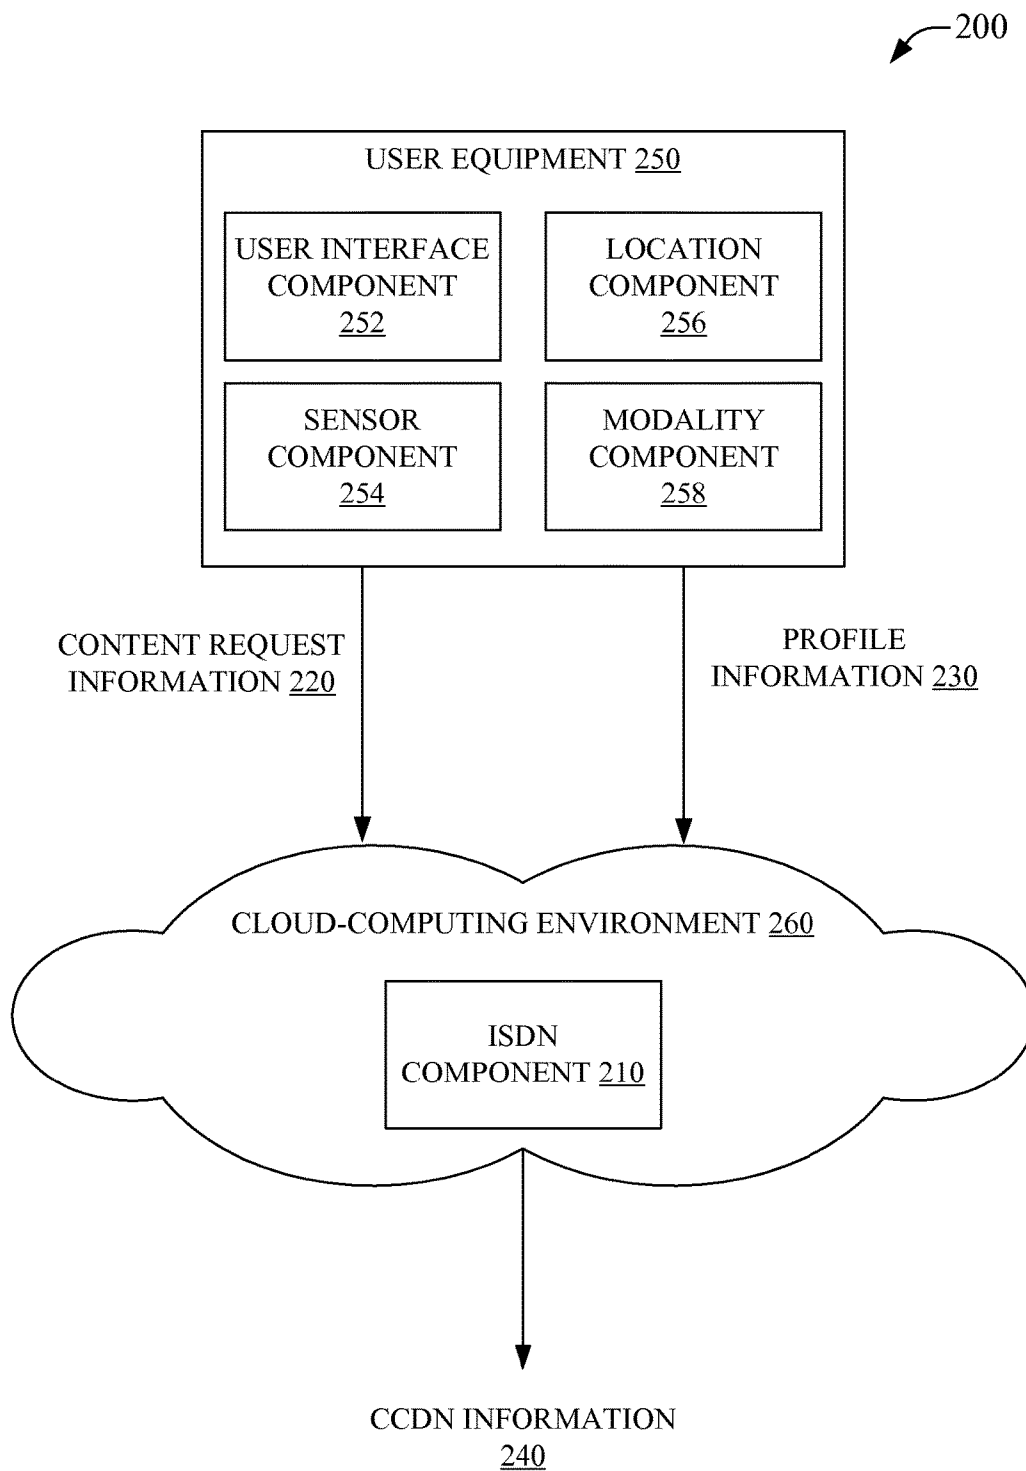 200
USER EQUIPMENT 250
USER INTERFACE
COMPONENT
252
LOCATION
COMPONENT
256
SENSOR
COMPONENT
254
MODALITY
COMPONENT
258
CONTENT REQUEST
INFORMATION 220
PROFILE
INFORMATION 230
CLOUD-COMPUTING ENVIRONMENT 260
ISDN
COMPONENT 210
CCDN INFORMATION
240